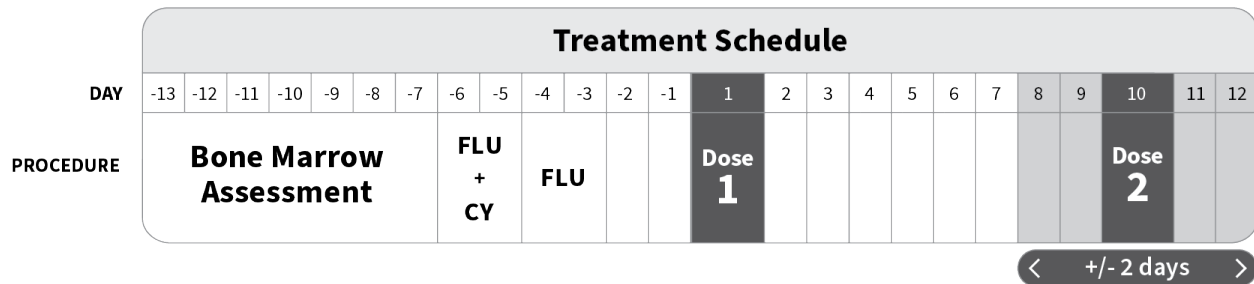 Treatment Schedule
DAY -13 -12 -11 -10 -9 -8 -7 -6 -5 -4 -3 -2 -1 1 2 3 4 5 6 7 8 9 10 11 12
PROCEDURE
Bone Marrow
Assessment
FLU
+
CY
FLU
Dose
1
Dose
2
+/- 2 days